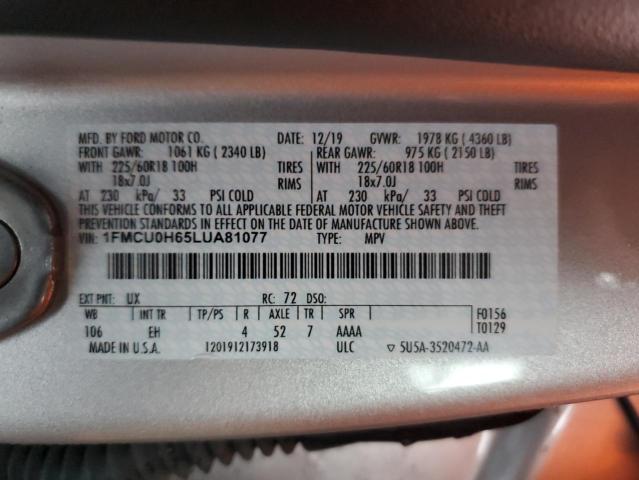 MFD. BY FORD MOTOR CO. DATE: 12/19 GVWR: 1978 KG ( 4360 LB)
FRONT GAWR: 1061 KG ( 2340 LB) REAR GAWR: 975 KG ( 2150 LB)
WITH 225/60R18 100H TIRES WITH 225/60R18 100H TIRES
18x7.0J RIMS 18x7.0J RIMS
AT 230 kPa/ 33 PSI COLD AT 230 kPa/ 33 PSI COLD
THIS VEHICLE CONFORMS TO ALL APPLICABLE FEDERAL MOTOR VEHICLE SAFETY AND THEFT
PREVENTION STANDARDS IN EFFECT ON THE DATE OF MANUFACTURE SHOWN ABOVE.
VIN: 1FMCU0H65LUA81077 TYPE: MPV
EXT PNT: UX RC: 72 DSO:
WB INT TR TP/PS R AXLE TR SPR F0156
106 EH 4 52 7 AAAA T0129
MADE IN U.S.A. 1201912173918 ULC ▽ 5U5A-3520472-AA